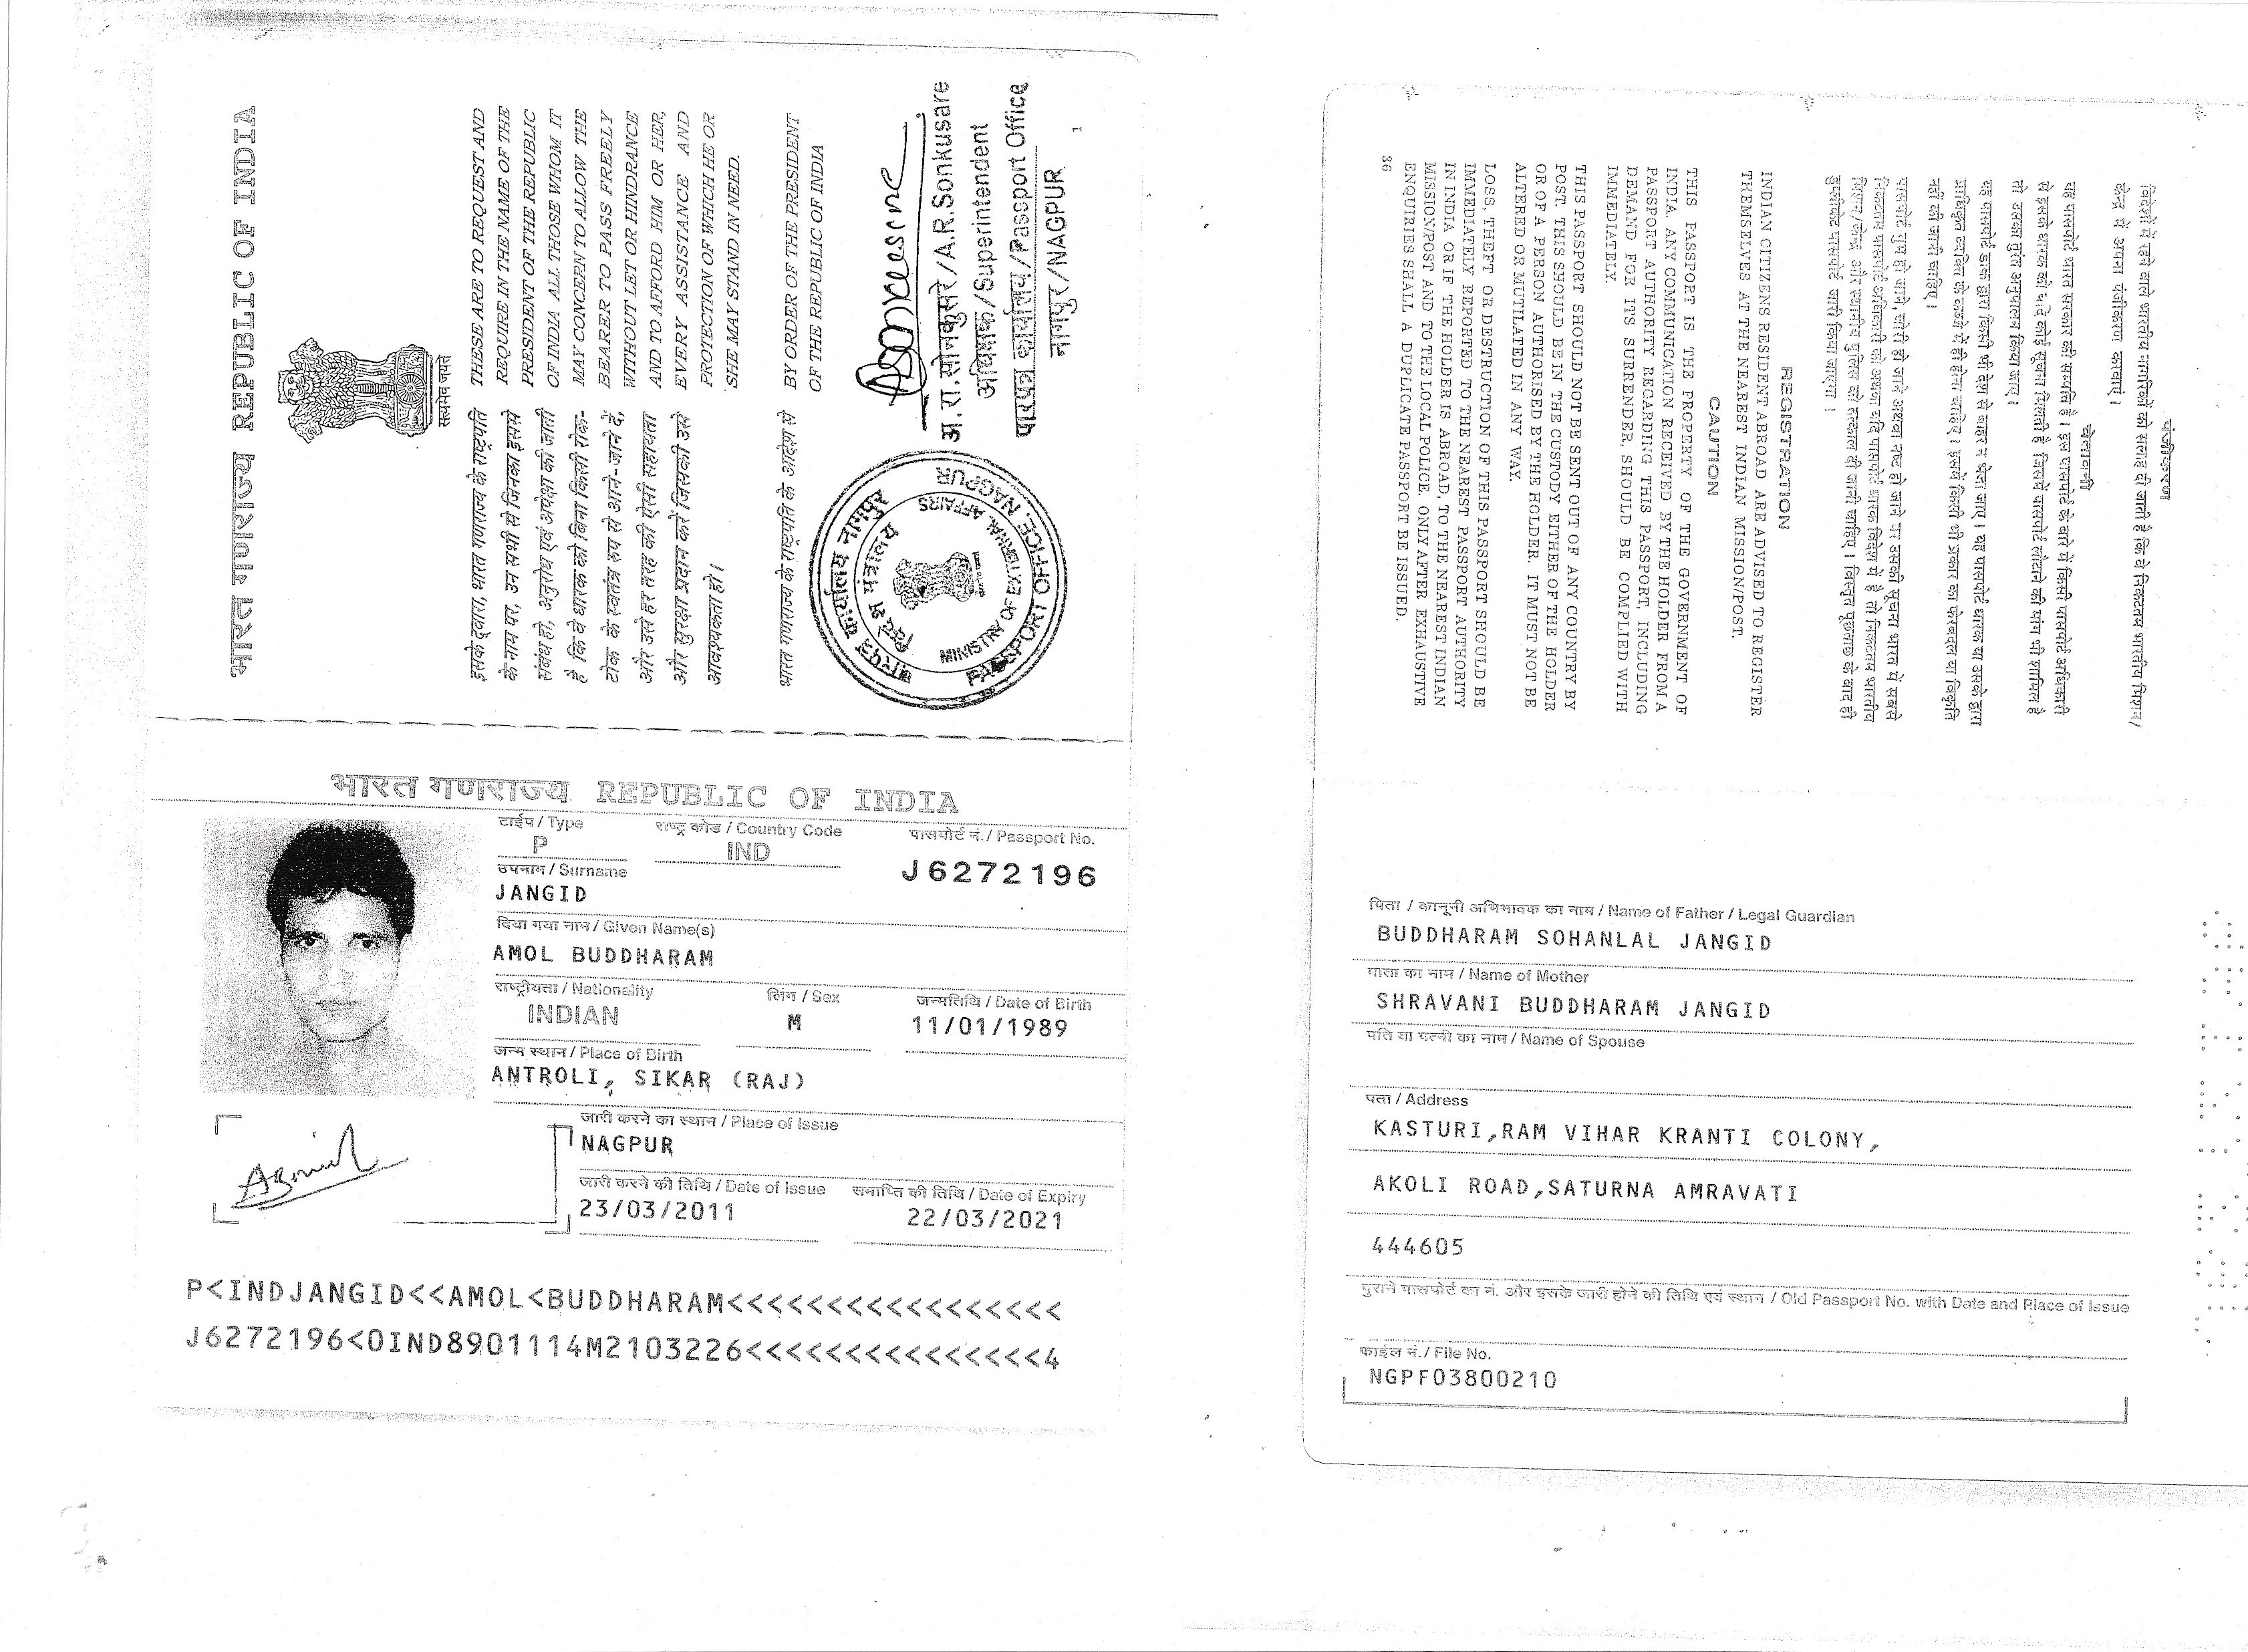 भारत गणराज्य REPUBLIC OF INDIA
सत्यमेव जयते
इसके द्वारा, भारत गणराज्य के राष्ट्रपति
के नाम पर, उन सभी से जिनका इससे
संबंध हो, अनुरोध एवं अपेक्षा की जाती
है कि वे धारक को बिना किसी रोक-
टोक के स्वतंत्र रूप से आने-जाने दें,
और उसे हर तरह की ऐसी सहायता
और सुरक्षा प्रदान करें जिसकी उसे
आवश्यकता हो।
THESE ARE TO REQUEST AND
REQUIRE IN THE NAME OF THE
PRESIDENT OF THE REPUBLIC
OF INDIA ALL THOSE WHOM IT
MAY CONCERN TO ALLOW THE
BEARER TO PASS FREELY
WITHOUT LET OR HINDRANCE
AND TO AFFORD HIM OR HER,
EVERY ASSISTANCE AND
PROTECTION OF WHICH HE OR
SHE MAY STAND IN NEED.
भारत गणराज्य के राष्ट्रपति के आदेश से
BY ORDER OF THE PRESIDENT
OF THE REPUBLIC OF INDIA
पारपत्र कार्यालय नागपुर
विदेश मंत्रालय
MINISTRY OF EXTERNAL AFFAIRS
PASSPORT OFFICE, NAGPUR
अ.रा.सोनकुसरे/A.R.Sonkusare
अधिक्षक/Superintendent
पारपत्र कार्यालय/Passport Office
नागपुर/NAGPUR
1
भारत गणराज्य REPUBLIC OF INDIA
टाईप / Type
राष्ट्र कोड / Country Code
पासपोर्ट नं. / Passport No.
P
IND
J6272196
उपनाम / Surname
JANGID
दिया गया नाम / Given Name(s)
AMOL BUDDHARAM
राष्ट्रीयता / Nationality
लिंग / Sex
जन्मतिथि / Date of Birth
INDIAN
M
11/01/1989
जन्म स्थान / Place of Birth
ANTROLI, SIKAR (RAJ)
जारी करने का स्थान / Place of Issue
NAGPUR
जारी करने की तिथि / Date of Issue
समाप्ति की तिथि / Date of Expiry
23/03/2011
22/03/2021
P<INDJANGID<<AMOL<BUDDHARAM<<<<<<<<<<<<<<<<<
J6272196<0IND8901114M2103226<<<<<<<<<<<<<<<4
पंजीकरण
विदेशों में रहने वाले भारतीय नागरिकों को सलाह दी जाती है कि वे निकटतम भारतीय मिशन/
केन्द्र में अपना पंजीकरण करवाएं।
चेतावनी
यह पासपोर्ट भारत सरकार की सम्पत्ति है। इस पासपोर्ट के बारे में किसी पासपोर्ट अधिकारी
से इसके धारक को यदि कोई सूचना मिलती है जिसमें पासपोर्ट लौटाने की मांग भी शामिल है
तो उसका तुरंत अनुपालन किया जाए।
यह पासपोर्ट डाक द्वारा किसी भी देश से बाहर न भेजा जाए। यह पासपोर्ट धारक या उसके द्वारा
प्राधिकृत व्यक्ति के कब्जे में ही होना चाहिए। इसमें किसी भी प्रकार का फेरबदल या विकृति
नहीं की जानी चाहिए।
पासपोर्ट गुम हो जाने, चोरी हो जाने अथवा नष्ट हो जाने पर उसकी सूचना भारत में सबसे
निकटतम पासपोर्ट अधिकारी को अथवा यदि पासपोर्ट धारक विदेश में है तो निकटतम भारतीय
मिशन/केन्द्र और स्थानीय पुलिस को तत्काल दी जानी चाहिए। विस्तृत पूछताछ के बाद ही
डुप्लीकेट पासपोर्ट जारी किया जाएगा।
REGISTRATION
INDIAN CITIZENS RESIDENT ABROAD ARE ADVISED TO REGISTER
THEMSELVES AT THE NEAREST INDIAN MISSION/POST.
CAUTION
THIS PASSPORT IS THE PROPERTY OF THE GOVERNMENT OF
INDIA. ANY COMMUNICATION RECEIVED BY THE HOLDER FROM A
PASSPORT AUTHORITY REGARDING THIS PASSPORT, INCLUDING
DEMAND FOR ITS SURRENDER, SHOULD BE COMPLIED WITH
IMMEDIATELY.
THIS PASSPORT SHOULD NOT BE SENT OUT OF ANY COUNTRY BY
POST. THIS SHOULD BE IN THE CUSTODY EITHER OF THE HOLDER
OR OF A PERSON AUTHORISED BY THE HOLDER. IT MUST NOT BE
ALTERED OR MUTILATED IN ANY WAY.
LOSS, THEFT OR DESTRUCTION OF THIS PASSPORT SHOULD BE
IMMEDIATELY REPORTED TO THE NEAREST PASSPORT AUTHORITY
IN INDIA OR IF THE HOLDER IS ABROAD, TO THE NEAREST INDIAN
MISSION/POST AND TO THE LOCAL POLICE. ONLY AFTER EXHAUSTIVE
ENQUIRIES SHALL A DUPLICATE PASSPORT BE ISSUED.
36
पिता / कानूनी अभिभावक का नाम / Name of Father / Legal Guardian
BUDDHARAM SOHANLAL JANGID
माता का नाम / Name of Mother
SHRAVANI BUDDHARAM JANGID
पति या पत्नी का नाम / Name of Spouse
पता / Address
KASTURI,RAM VIHAR KRANTI COLONY,
AKOLI ROAD,SATURNA AMRAVATI
444605
पुराने पासपोर्ट का नं. और इसके जारी होने की तिथि एवं स्थान / Old Passport No. with Date and Place of Issue
फाईल नं./ File No.
NGPF03800210